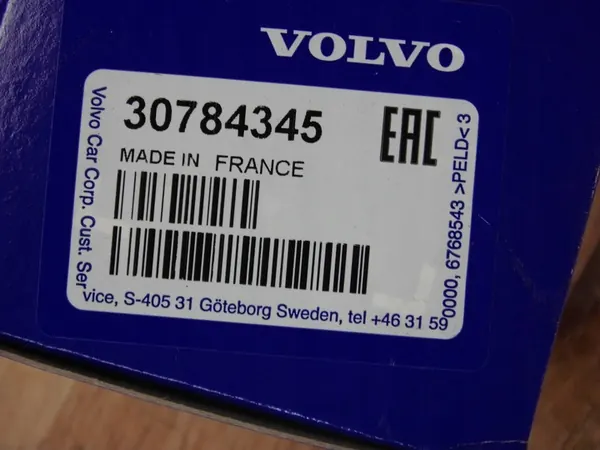 VOLVO
30784345
EAC
MADE IN FRANCE
Volvo Car Corp. Cust. Ser
vice, S-405 31 Göteborg Sweden, tel +46 31 59
0000, 6768543 >PELD< 3